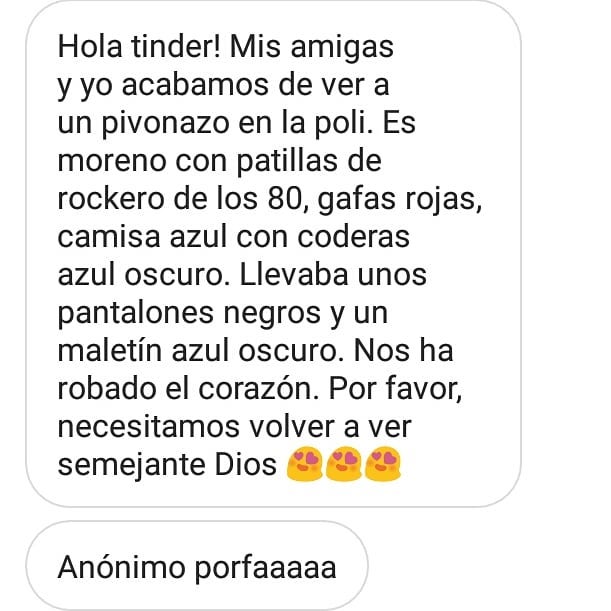 Hola tinder! Mis amigas
y yo acabamos de ver a
un pivonazo en la poli. Es
moreno con patillas de
rockero de los 80, gafas rojas,
camisa azul con coderas
azul oscuro. Llevaba unos
pantalones negros y un
maletín azul oscuro. Nos ha
robado el corazón. Por favor,
necesitamos volver a ver
semejante Dios 😍😍😍
Anónimo porfaaaaa